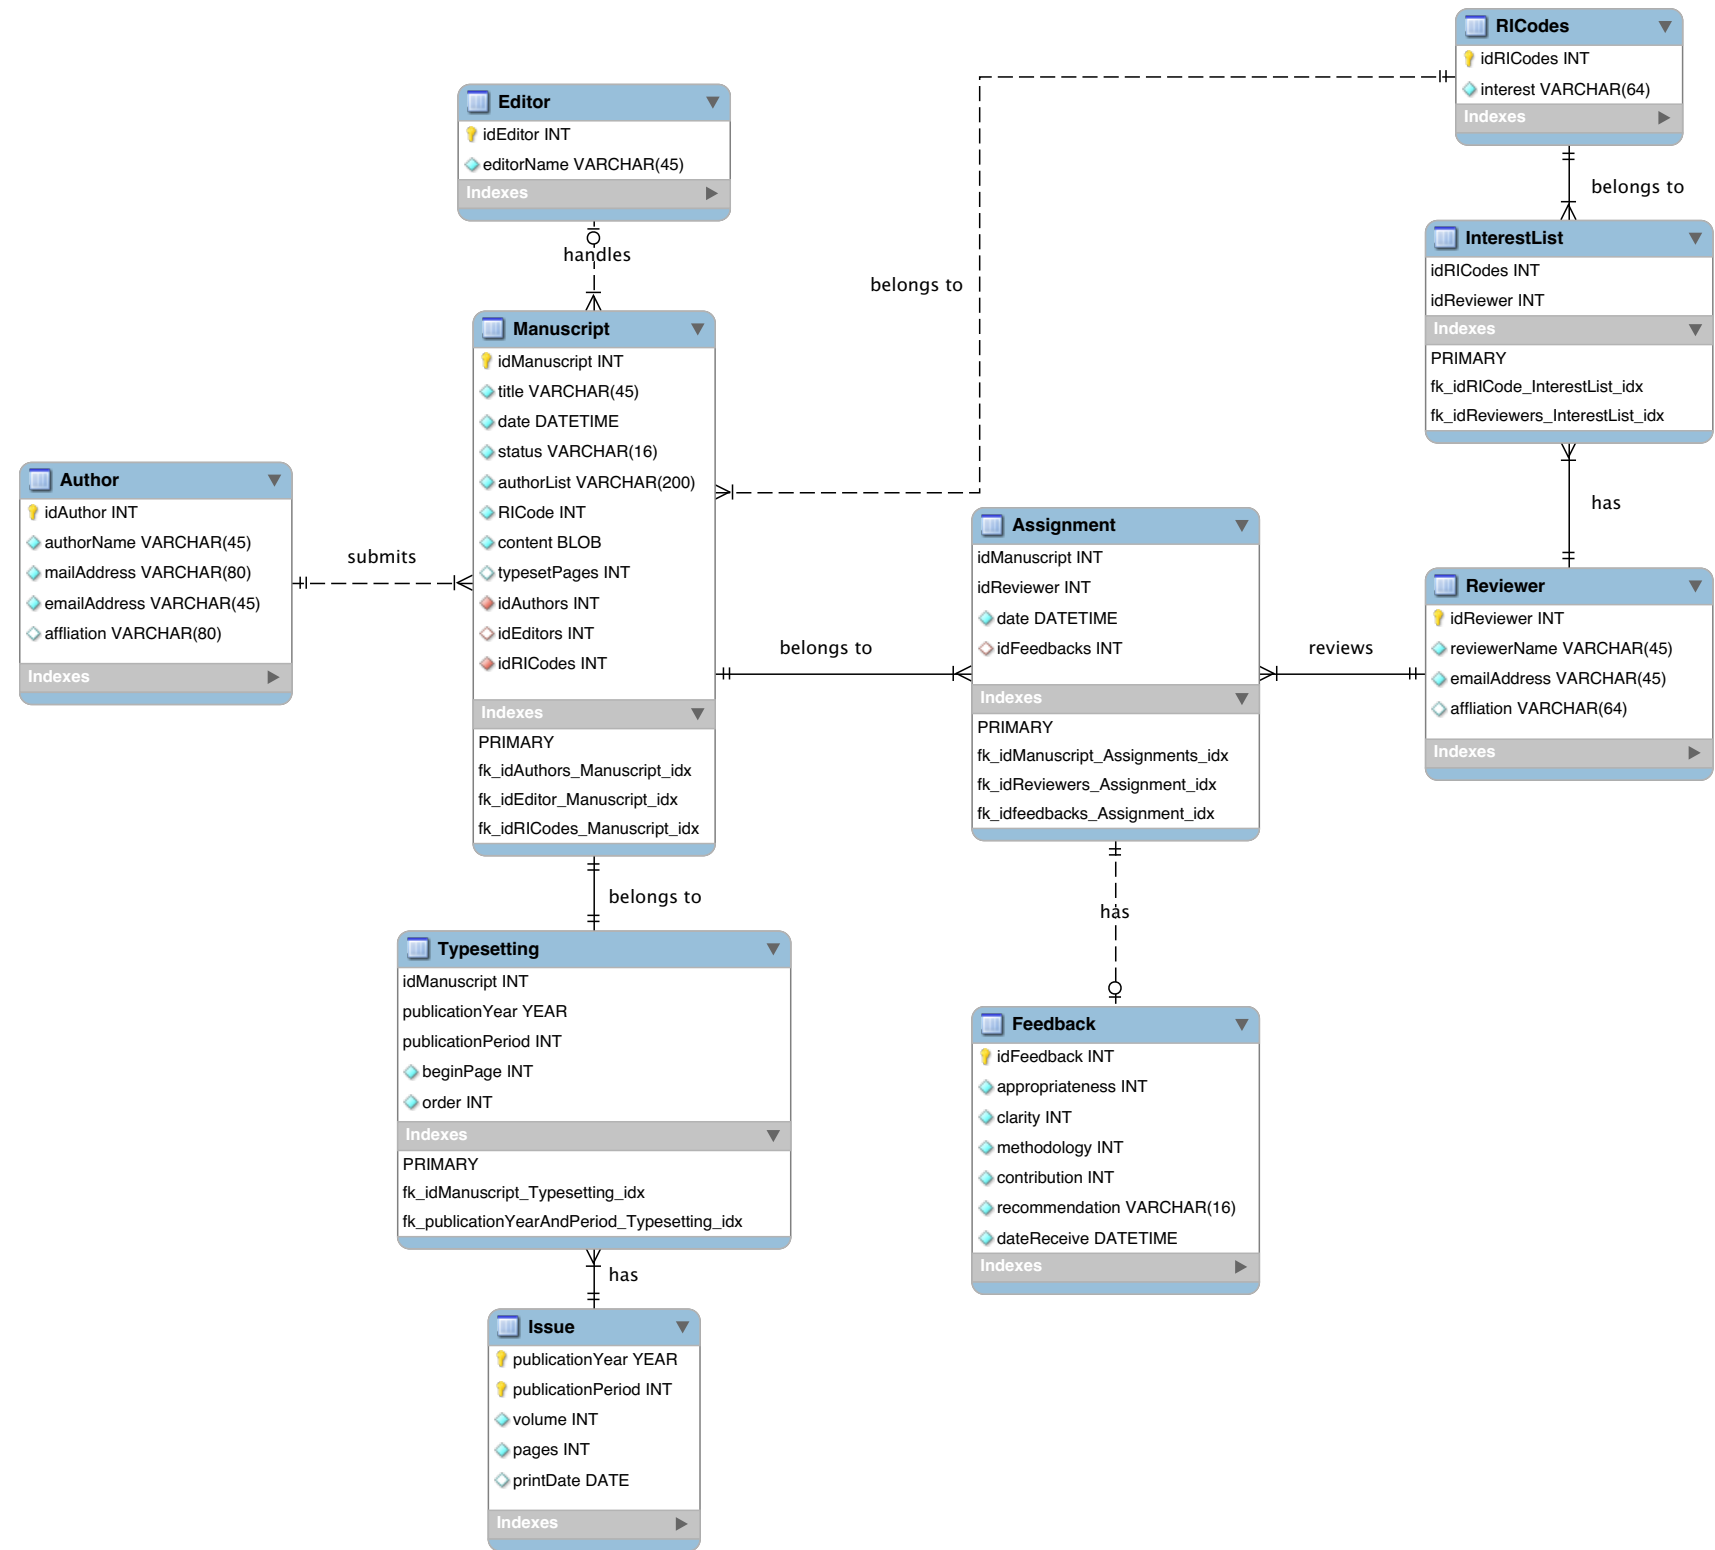 RICodes
idRICodes INT
interest VARCHAR(64)
Indexes
belongs to
Editor
idEditor INT
editorName VARCHAR(45)
Indexes
handles
belongs to
InterestList
idRICodes INT
idReviewer INT
Indexes
PRIMARY
fk_idRICode_InterestList_idx
fk_idReviewers_InterestList_idx
has
Manuscript
idManuscript INT
title VARCHAR(45)
date DATETIME
status VARCHAR(16)
authorList VARCHAR(200)
RICode INT
content BLOB
typesetPages INT
idAuthors INT
idEditors INT
idRICodes INT
Indexes
PRIMARY
fk_idAuthors_Manuscript_idx
fk_idEditor_Manuscript_idx
fk_idRICodes_Manuscript_idx
Author
idAuthor INT
authorName VARCHAR(45)
mailAddress VARCHAR(80)
emailAddress VARCHAR(45)
affliation VARCHAR(80)
Indexes
submits
belongs to
Assignment
idManuscript INT
idReviewer INT
date DATETIME
idFeedbacks INT
Indexes
PRIMARY
fk_idManuscript_Assignments_idx
fk_idReviewers_Assignment_idx
fk_idfeedbacks_Assignment_idx
reviews
Reviewer
idReviewer INT
reviewerName VARCHAR(45)
emailAddress VARCHAR(45)
affliation VARCHAR(64)
Indexes
belongs to
has
Typesetting
idManuscript INT
publicationYear YEAR
publicationPeriod INT
beginPage INT
order INT
Indexes
PRIMARY
fk_idManuscript_Typesetting_idx
fk_publicationYearAndPeriod_Typesetting_idx
has
Feedback
idFeedback INT
appropriateness INT
clarity INT
methodology INT
contribution INT
recommendation VARCHAR(16)
dateReceive DATETIME
Indexes
Issue
publicationYear YEAR
publicationPeriod INT
volume INT
pages INT
printDate DATE
Indexes